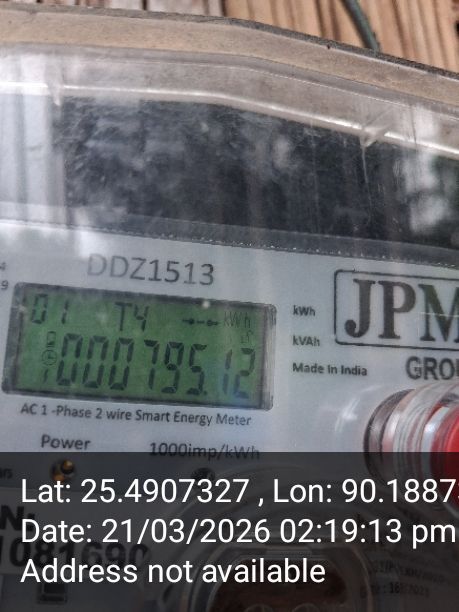 DDZ1513
01 T4 kWh
000795.12
kWh
kVAh
Made In India
JPM
GROU
AC 1 -Phase 2 wire Smart Energy Meter
Power
1000imp/kWh
Lat: 25.4907327 , Lon: 90.1887
Date: 21/03/2026 02:19:13 pm
Address not available